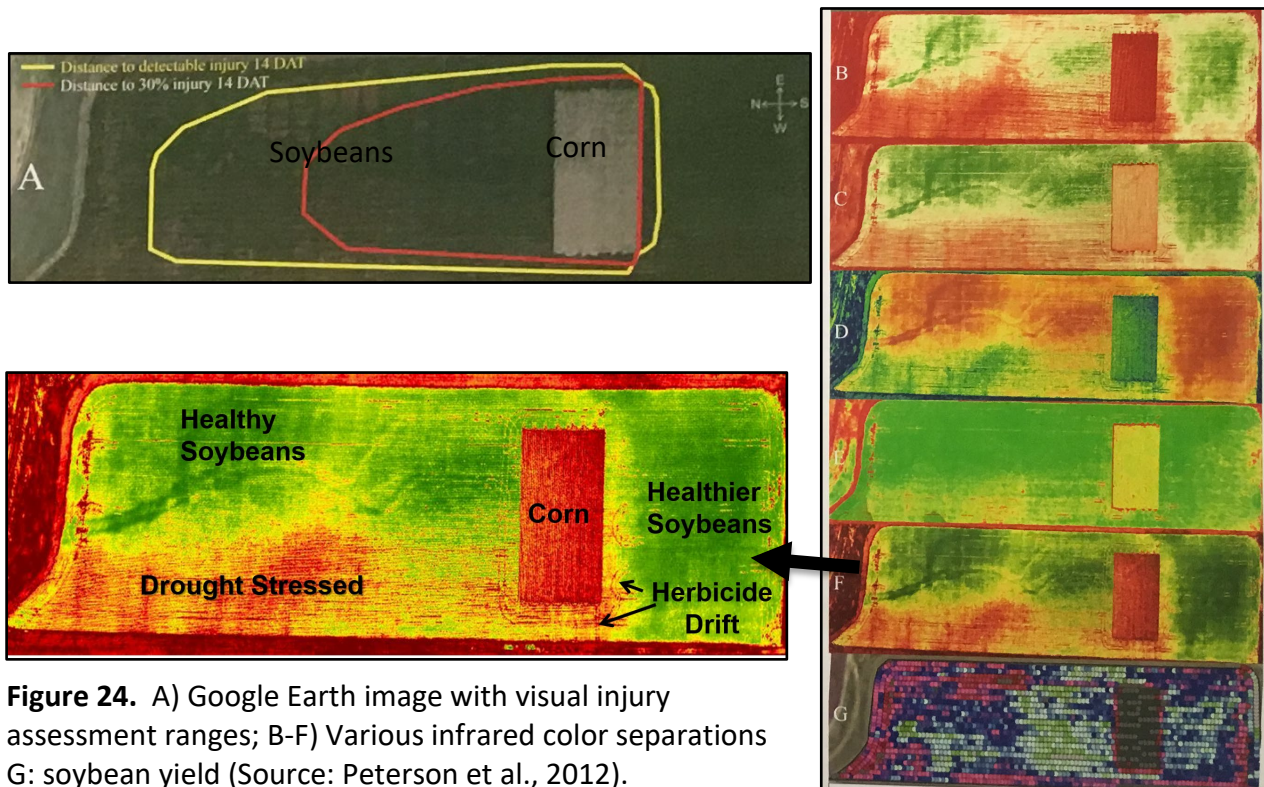 Distance to detectable injury 14 DAT
Distance to 30% injury 14 DAT
E
N
S
W
Soybeans
Corn
A
B
C
D
E
F
G
Healthy
Soybeans
Corn
Healthier
Soybeans
Drought Stressed
Herbicide
Drift
Figure 24. A) Google Earth image with visual injury
assessment ranges; B-F) Various infrared color separations
G: soybean yield (Source: Peterson et al., 2012).